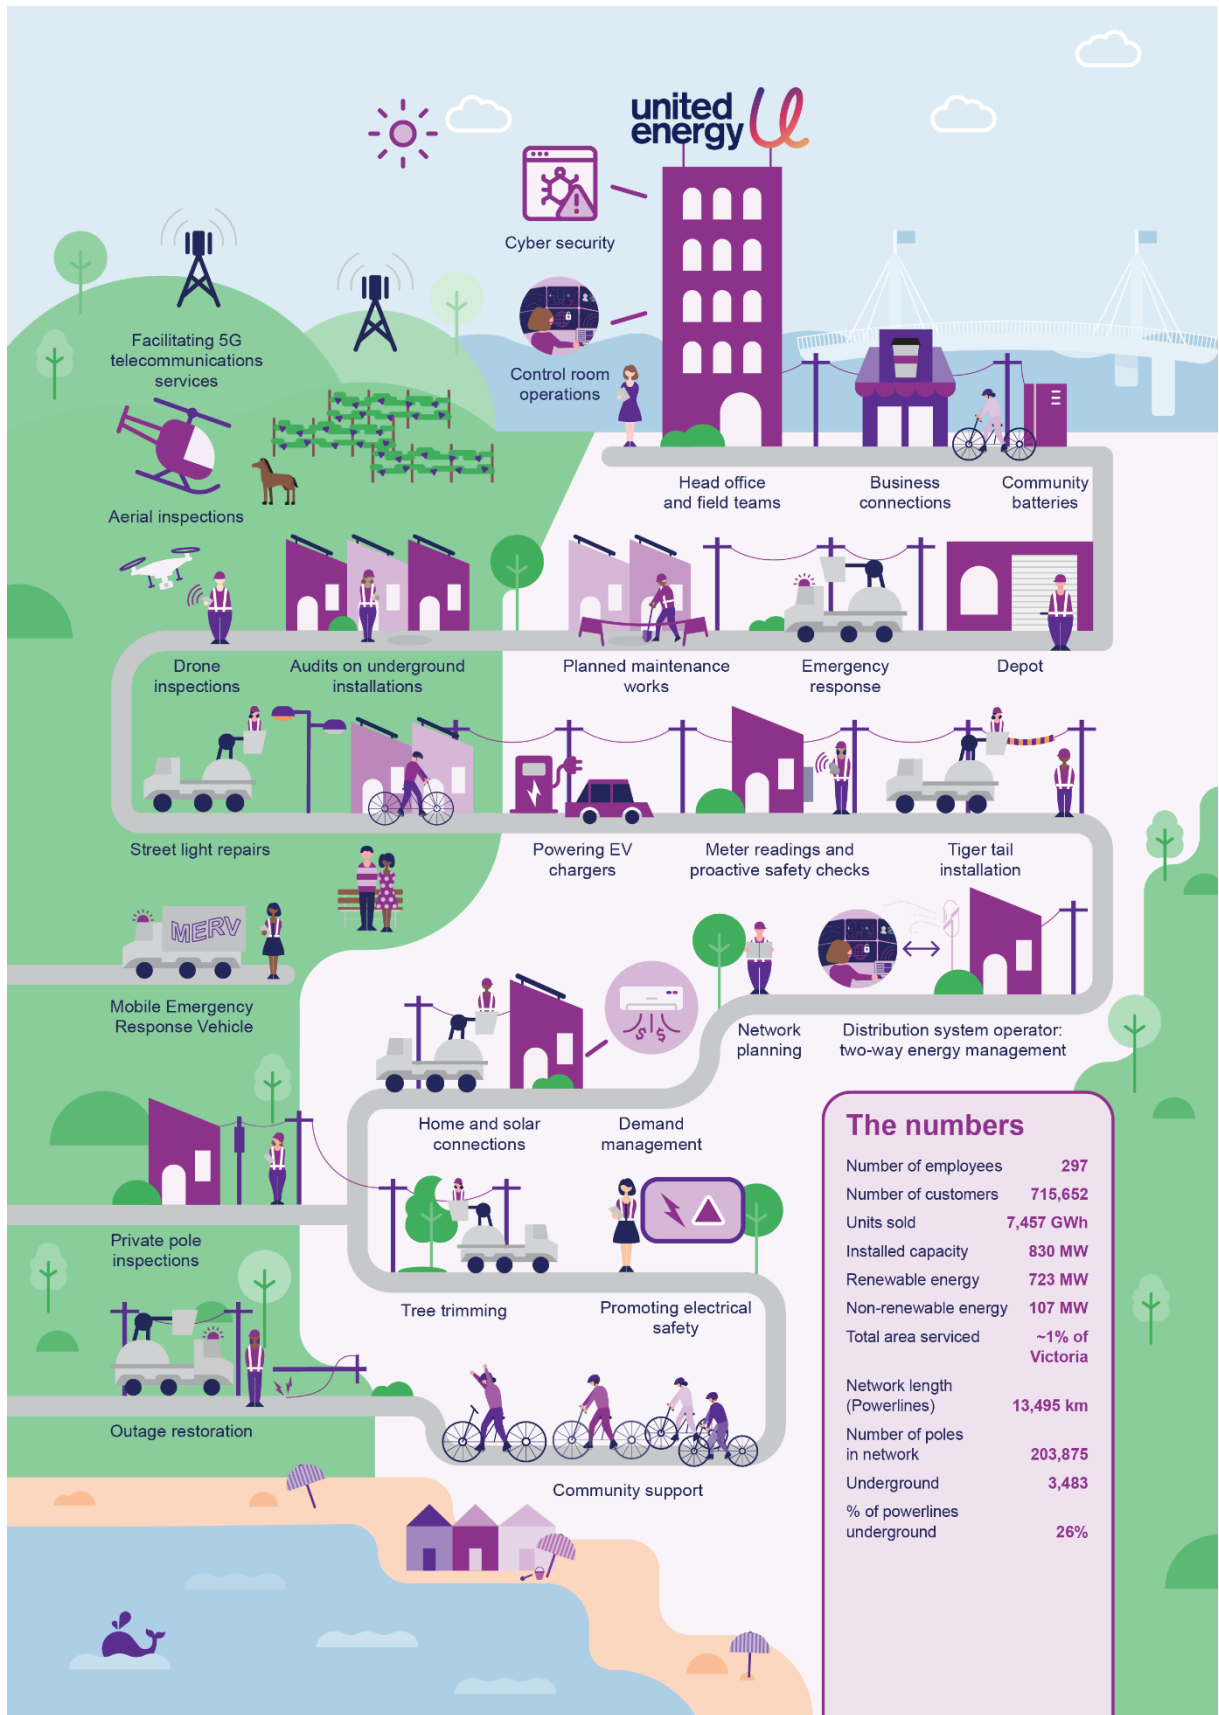 united
energy
Cyber security
Control room
operations
Facilitating 5G
telecommunications
services
Aerial inspections
Head office
and field teams
Business
connections
Community
batteries
Drone
inspections
Audits on underground
installations
Planned maintenance
works
Emergency
response
Depot
Street light repairs
Powering EV
chargers
Meter readings and
proactive safety checks
Tiger tail
installation
MERV
Mobile Emergency
Response Vehicle
Network
planning
Distribution system operator:
two-way energy management
$ $
Home and solar
connections
Demand
management
Private pole
inspections
Tree trimming
Promoting electrical
safety
Outage restoration
Community support
The numbers
Number of employees 297
Number of customers 715,652
Units sold 7,457 GWh
Installed capacity 830 MW
Renewable energy 723 MW
Non-renewable energy 107 MW
Total area serviced ~1% of
Victoria
Network length
(Powerlines) 13,495 km
Number of poles
in network 203,875
Underground 3,483
% of powerlines
underground 26%